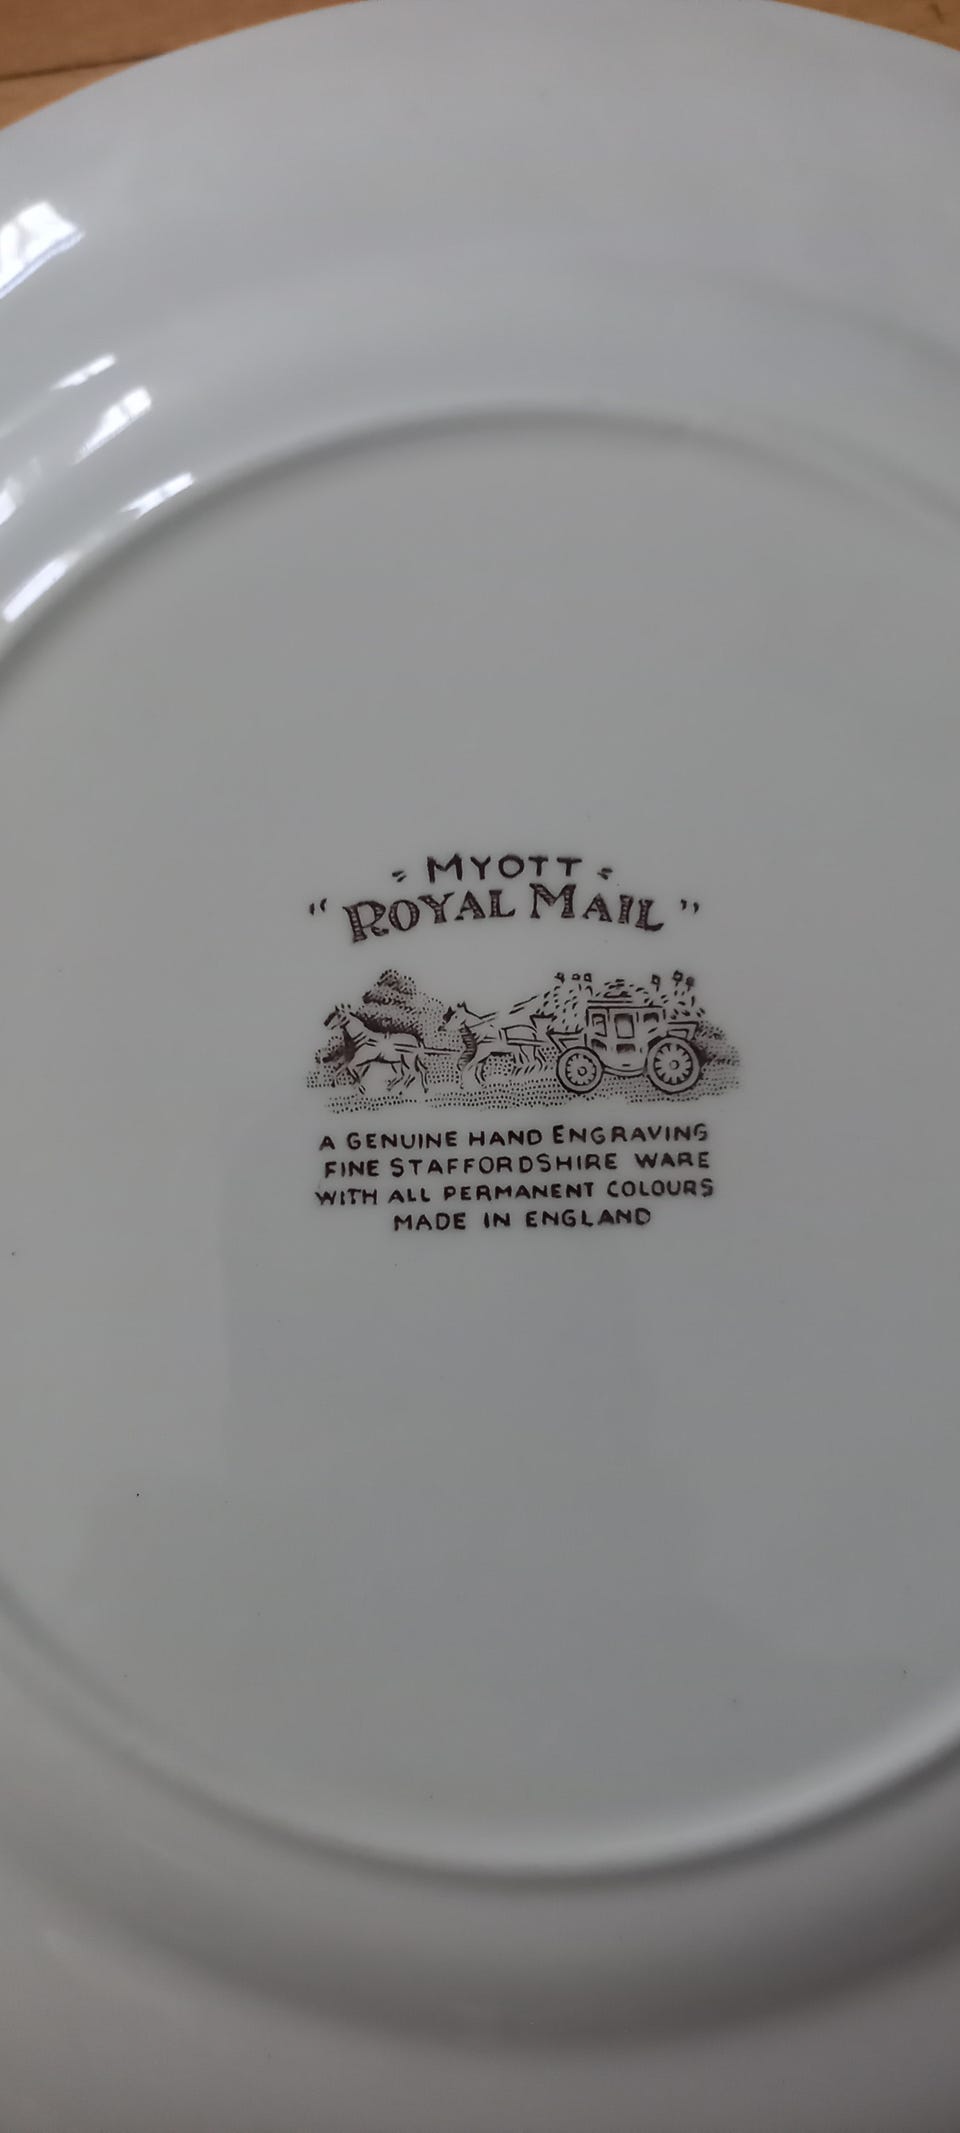 MYOTT
"ROYAL MAIL"
A GENUINE HAND ENGRAVING
FINE STAFFORDSHIRE WARE
WITH ALL PERMANENT COLOURS
MADE IN ENGLAND